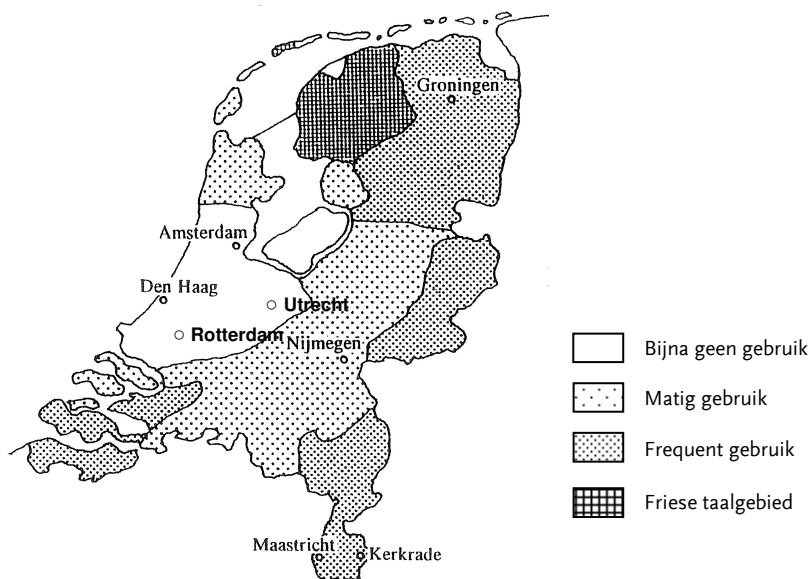 Groningen
Amsterdam
Den Haag
Utrecht
Rotterdam
Nijmegen
Maastricht
Kerkrade
Bijna geen gebruik
Matig gebruik
Frequent gebruik
Friese taalgebied